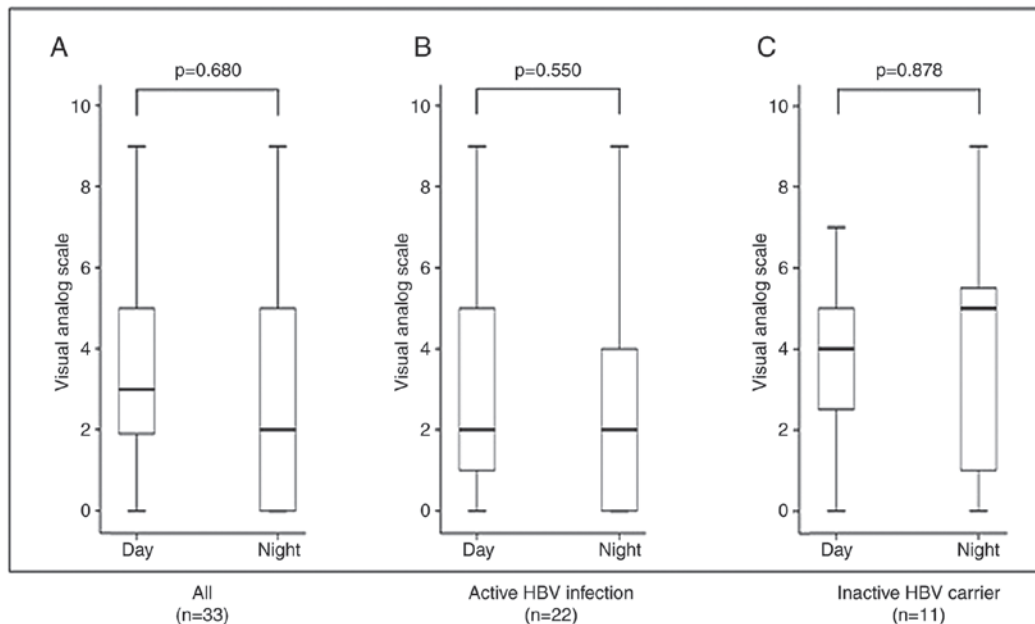 A
p=0.680
Visual analog scale
10
8
6
4
2
0
Day
Night
All
(n=33)
B
p=0.550
Visual analog scale
10
8
6
4
2
0
Day
Night
Active HBV infection
(n=22)
C
p=0.878
Visual analog scale
10
8
6
4
2
0
Day
Night
Inactive HBV carrier
(n=11)